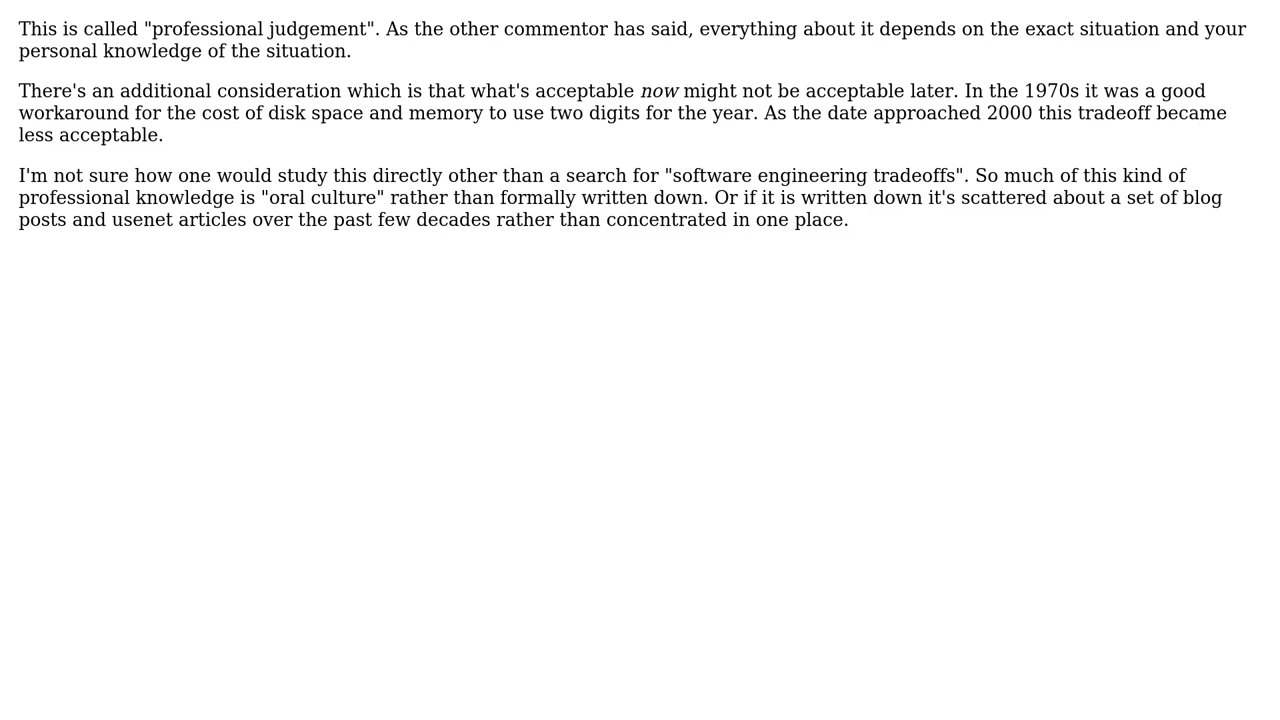 This is called "professional judgement". As the other commentor has said, everything about it depends on the exact situation and your
personal knowledge of the situation.
There's an additional consideration which is that what's acceptable now might not be acceptable later. In the 1970s it was a good
workaround for the cost of disk space and memory to use two digits for the year. As the date approached 2000 this tradeoff became
less acceptable.
I'm not sure how one would study this directly other than a search for "software engineering tradeoffs". So much of this kind of
professional knowledge is "oral culture" rather than formally written down. Or if it is written down it's scattered about a set of blog
posts and usenet articles over the past few decades rather than concentrated in one place.